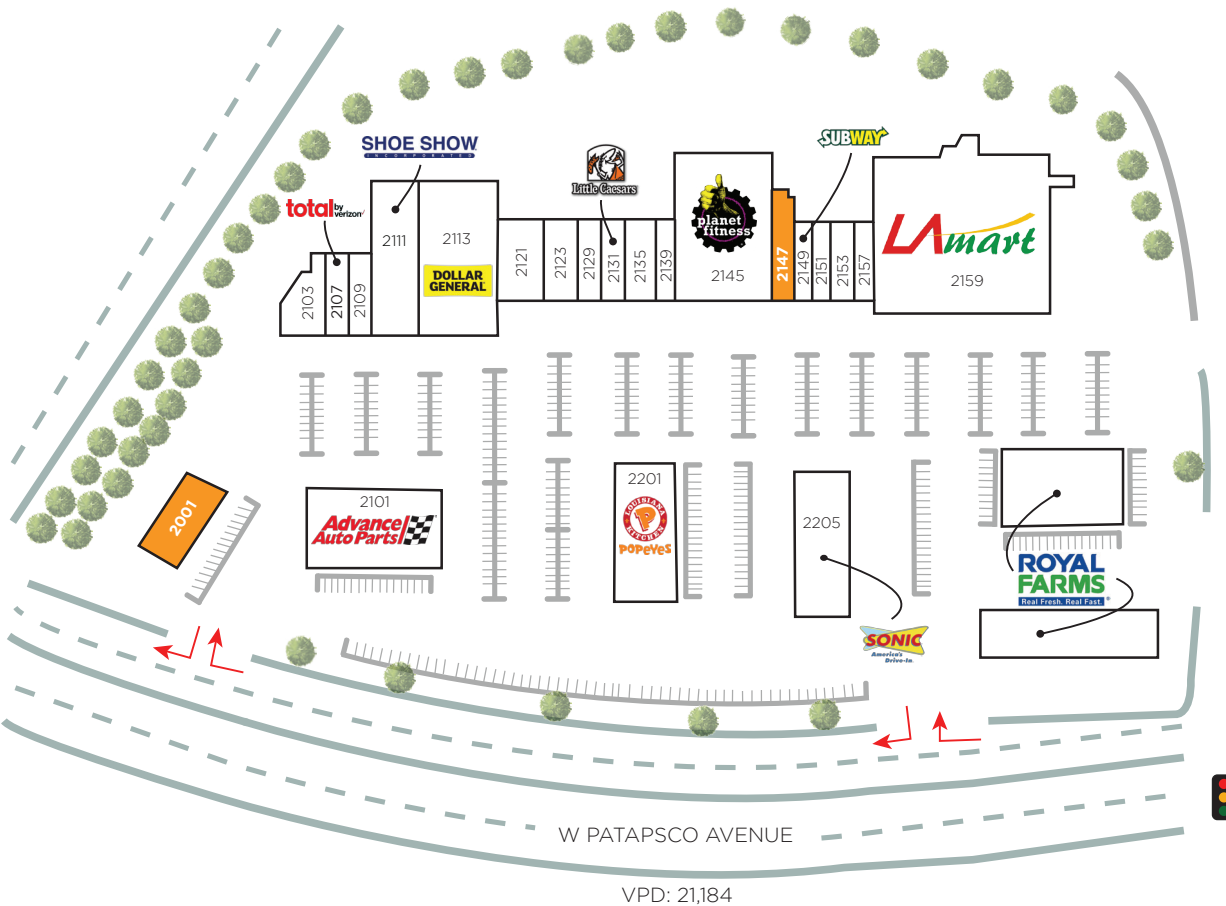 SHOE SHOW
INCORPORATED
SUBWAY
Little Caesars
total by verizon
planet
fitness
LA mart
2103
2107
2109
2111
2113
DOLLAR
GENERAL
2121
2123
2129
2131
2135
2139
2145
2147
2149
2151
2153
2157
2159
2001
2101
Advance
Auto Parts
2201
LOUISIANA
KITCHEN
POPEYES
2205
SONIC
America's
Drive-In.
ROYAL
FARMS
Real Fresh. Real Fast.®
W PATAPSCO AVENUE
VPD: 21,184